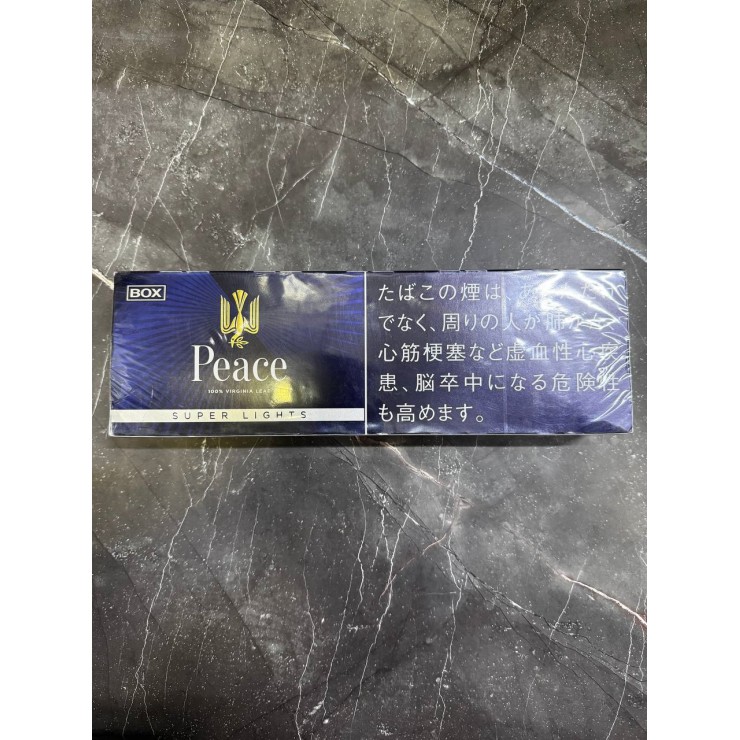 BOX
Peace
100% VIRGINIA LEAF
SUPER LIGHTS
たばこの煙は、あ
でなく、周りの人が肺
心筋梗塞など虚血性心疾
患、脳卒中になる危険性
も高めます。